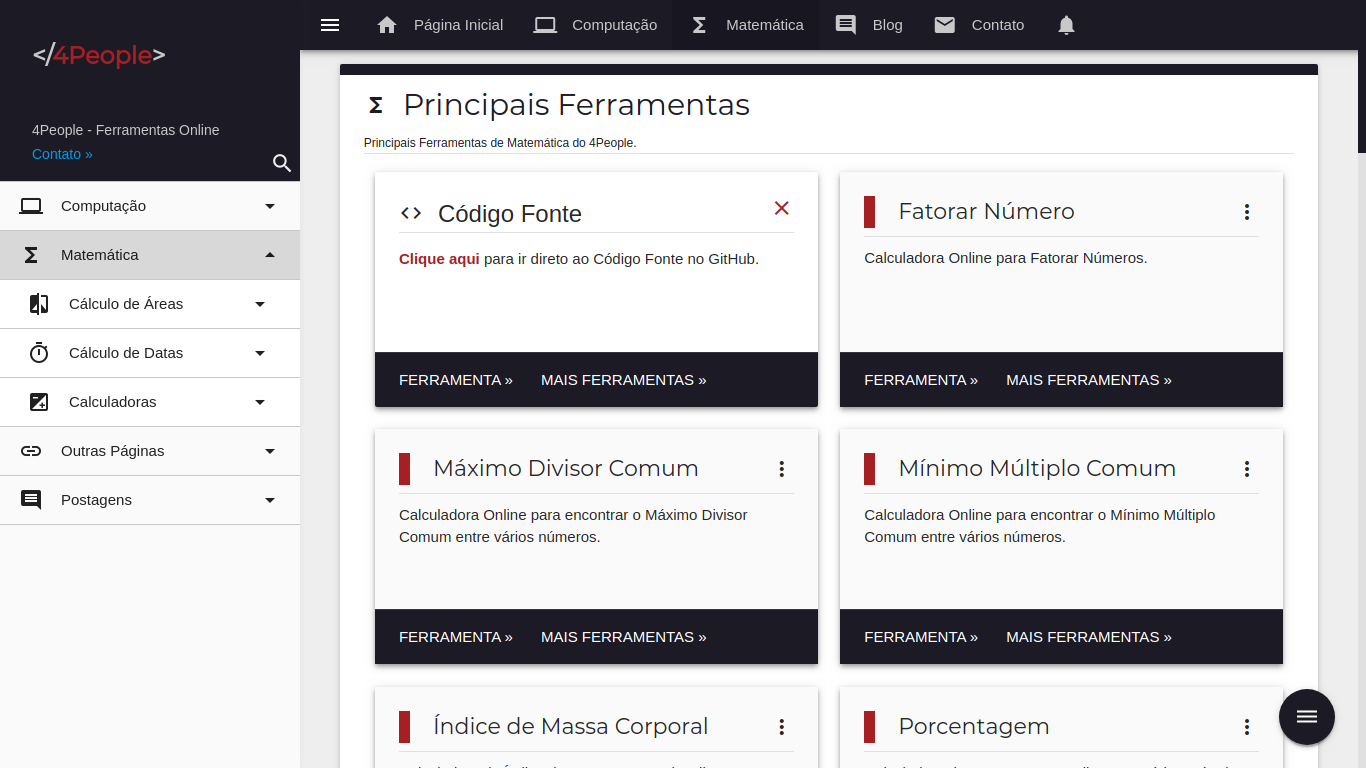 </4People>
4People - Ferramentas Online
Contato »
Computação
Matemática
Cálculo de Áreas
Cálculo de Datas
Calculadoras
Outras Páginas
Postagens
Página Inicial
Computação
Matemática
Blog
Contato
Principais Ferramentas
Principais Ferramentas de Matemática do 4People.
Código Fonte
Clique aqui para ir direto ao Código Fonte no GitHub.
FERRAMENTA » MAIS FERRAMENTAS »
Fatorar Número
Calculadora Online para Fatorar Números.
FERRAMENTA » MAIS FERRAMENTAS »
Máximo Divisor Comum
Calculadora Online para encontrar o Máximo Divisor
Comum entre vários números.
FERRAMENTA » MAIS FERRAMENTAS »
Mínimo Múltiplo Comum
Calculadora Online para encontrar o Mínimo Múltiplo
Comum entre vários números.
FERRAMENTA » MAIS FERRAMENTAS »
Índice de Massa Corporal
Porcentagem